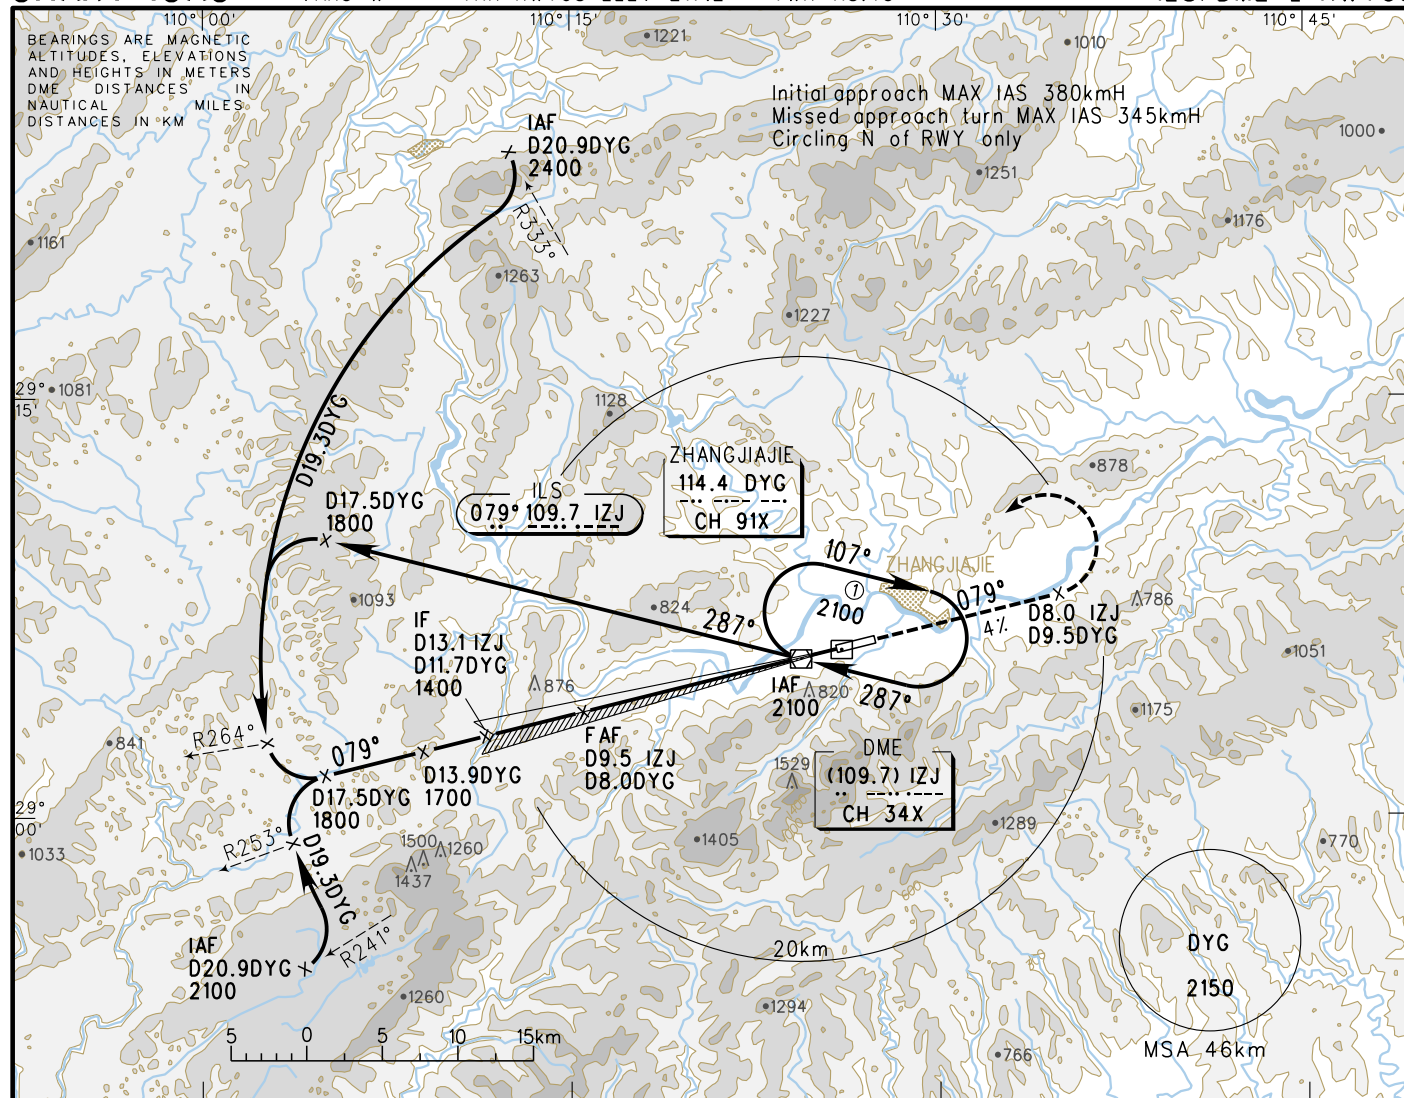 110° 00'
110° 15'
110° 30'
110° 45'
BEARINGS ARE MAGNETIC
ALTITUDES, ELEVATIONS
AND HEIGHTS IN METERS
DME DISTANCES IN
NAUTICAL MILES
DISTANCES IN KM
1221
1010
Initial approach MAX IAS 380kmH
Missed approach turn MAX IAS 345kmH
Circling N of RWY only
1000
IAF
D20.9DYG
2400
R333°
1251
1176
1161
1263
1227
29°
15'
1081
1128
D19.3DYG
ZHANGJIAJIE
114.4 DYG
CH 91X
878
ILS
079° 109.7 IZJ
D17.5DYG
1800
107°
ZHANGJIAJIE
1
2100
079°
4%
786
D8.0 IZJ
D9.5DYG
1093
824
287°
IF
D13.1 IZJ
D11.7DYG
1400
1051
876
IAF
2100
820
287°
1175
R264°
841
079°
FAF
D9.5 IZJ
D8.0DYG
DME
(109.7) IZJ
CH 34X
1529
D13.9DYG
1700
D17.5DYG
1800
29°
00'
1033
R253°
D19.3DYG
1500
1260
1437
1405
1289
770
IAF
D20.9DYG
2100
R241°
20km
DYG
2150
MSA 46km
1260
1294
766
5 0 5 10 15km